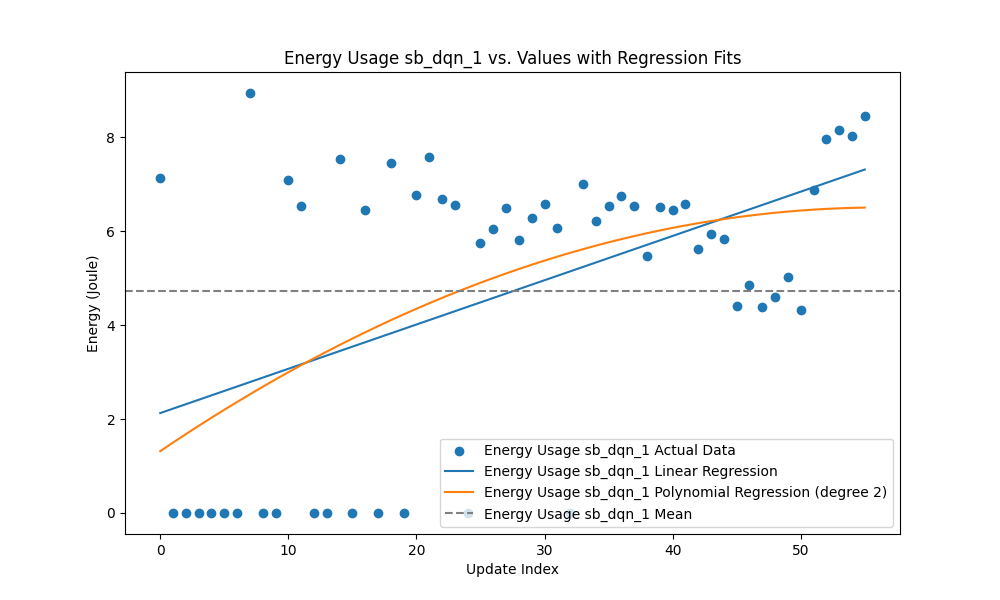 Energy Usage sb_dqn_1 vs. Values with Regression Fits
8
6
4
2
0
Energy (Joule)
Energy Usage sb_dqn_1 Actual Data
Energy Usage sb_dqn_1 Linear Regression
Energy Usage sb_dqn_1 Polynomial Regression (degree 2)
Energy Usage sb_dqn_1 Mean
0 10 20 30 40 50
Update Index